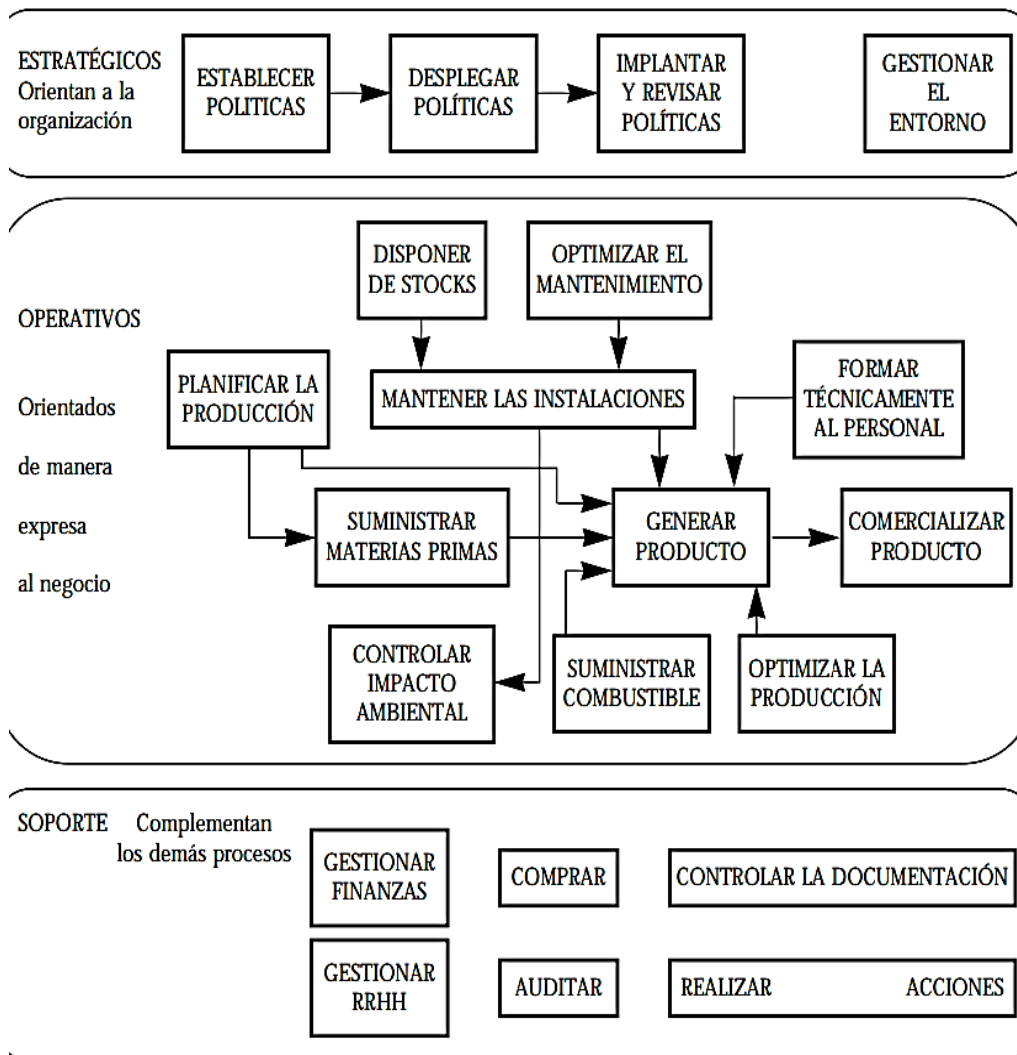 ESTRATÉGICOS
Orientan a la
organización
ESTABLECER
POLITICAS
DESPLEGAR
POLÍTICAS
IMPLANTAR
Y REVISAR
POLÍTICAS
GESTIONAR
EL
ENTORNO
OPERATIVOS
Orientados
de manera
expresa
al negocio
DISPONER
DE STOCKS
OPTIMIZAR EL
MANTENIMIENTO
PLANIFICAR LA
PRODUCCIÓN
MANTENER LAS INSTALACIONES
FORMAR
TÉCNICAMENTE
AL PERSONAL
SUMINISTRAR
MATERIAS PRIMAS
GENERAR
PRODUCTO
COMERCIALIZAR
PRODUCTO
CONTROLAR
IMPACTO
AMBIENTAL
SUMINISTRAR
COMBUSTIBLE
OPTIMIZAR LA
PRODUCCIÓN
SOPORTE Complementan
los demás procesos
GESTIONAR
FINANZAS
COMPRAR
CONTROLAR LA DOCUMENTACIÓN
GESTIONAR
RRHH
AUDITAR
REALIZAR ACCIONES